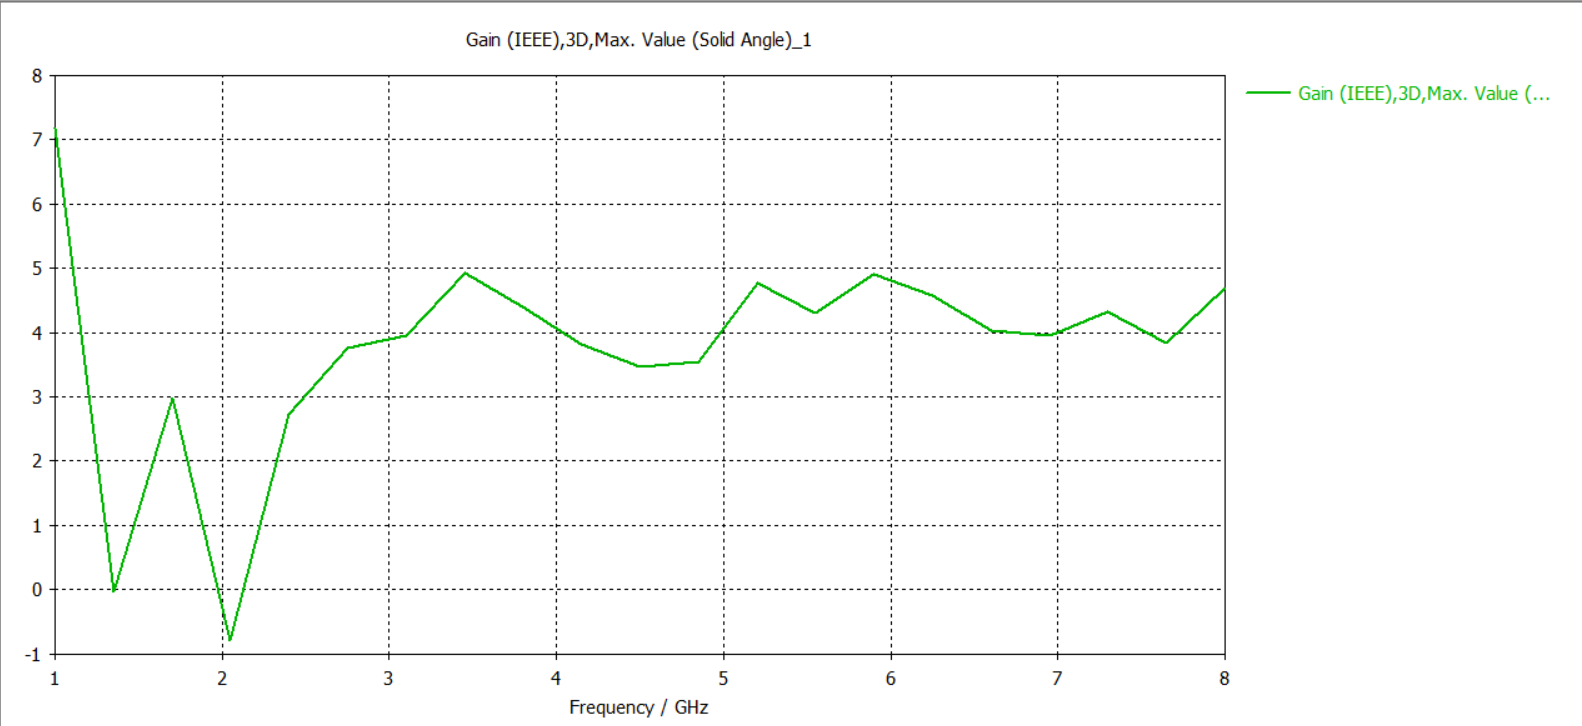 Gain (IEEE),3D,Max. Value (Solid Angle)_1
Gain (IEEE),3D,Max. Value (...
8
7
6
5
4
3
2
1
0
-1
1 2 3 4 5 6 7 8
Frequency / GHz